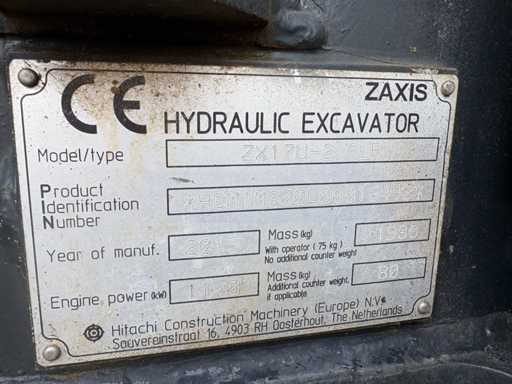 CE
ZAXIS
HYDRAULIC EXCAVATOR
Model/type
Product
Identification
Number
Year of manuf.
Mass (kg)
With operator (75 kg)
No additional counter weight
Engine, power (kW)
Mass (kg)
Additional counter weight,
if applicable
80
Hitachi Construction Machinery (Europe) N.V.
Souvereinstraat 16, 4903 RH Oosterhout, The Netherlands